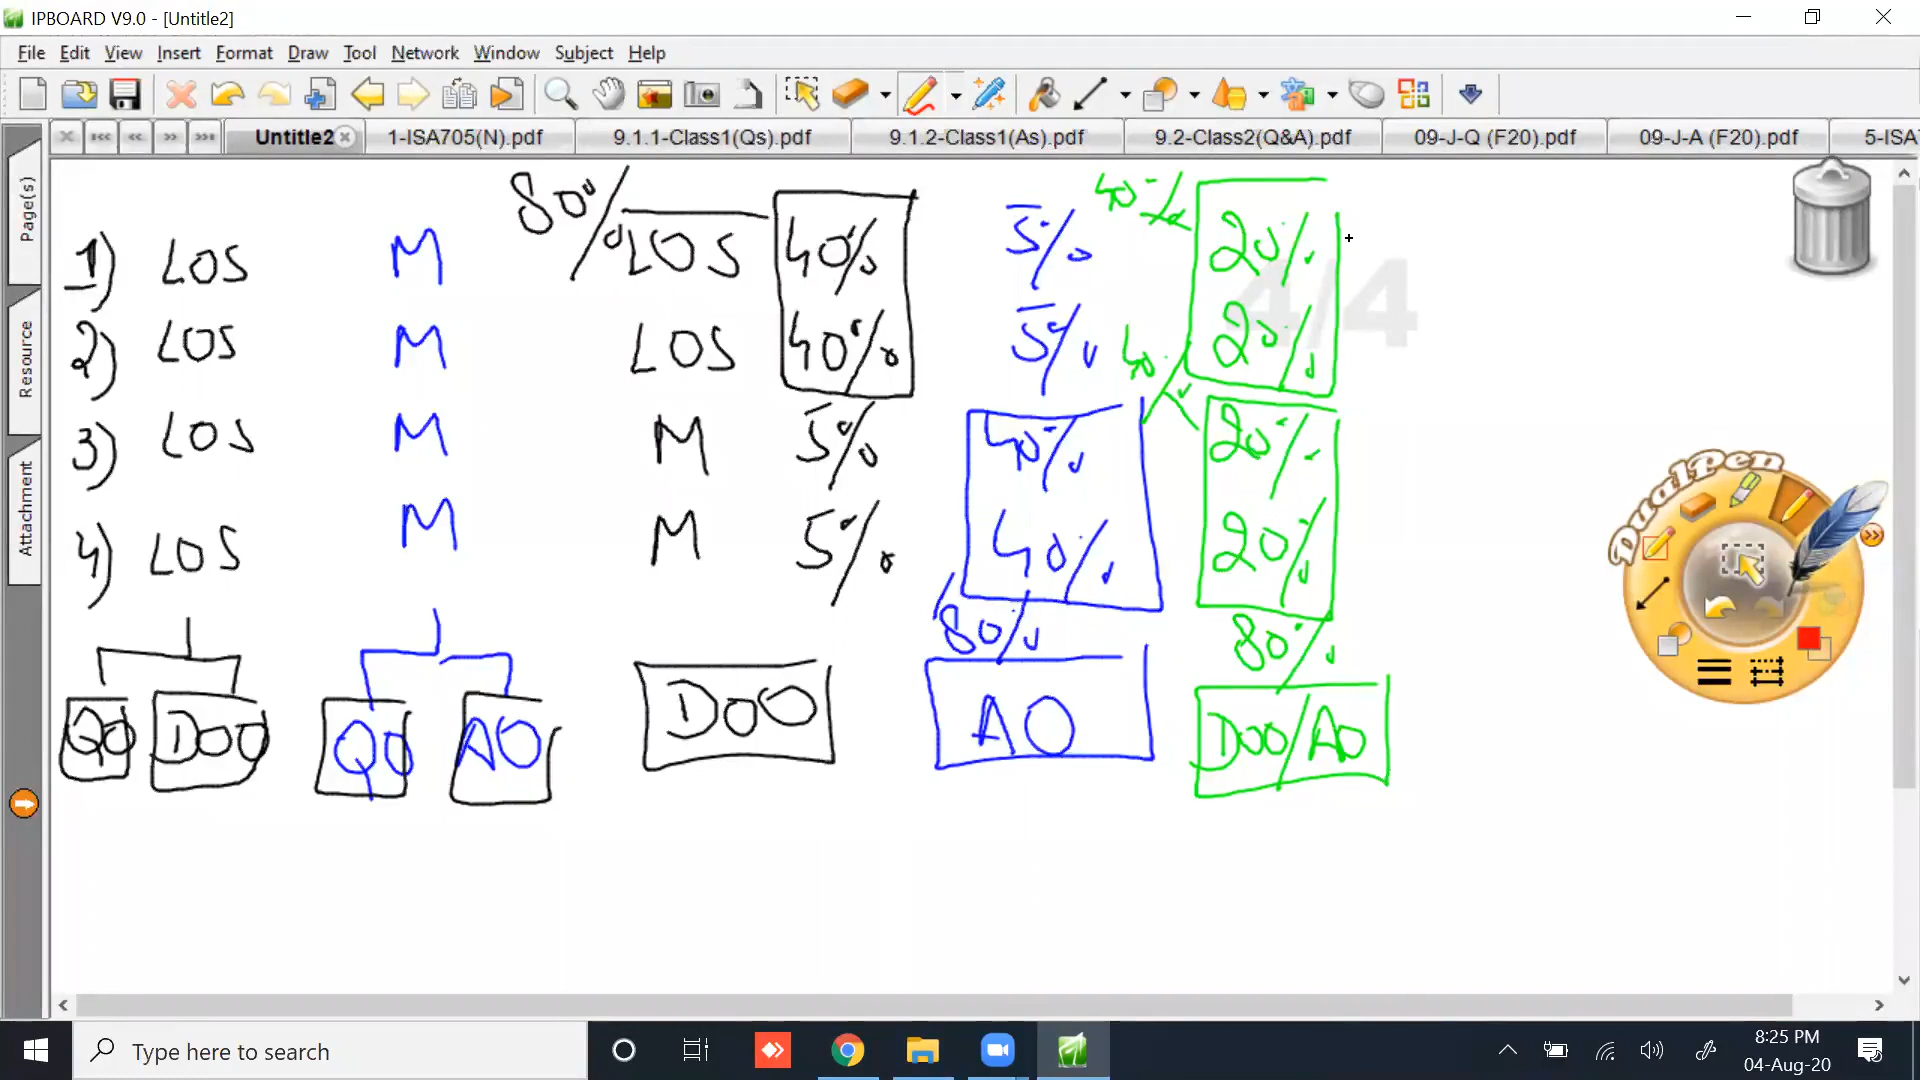 IPBOARD V9.0 - [Untitle2]
File Edit View Insert Format Draw Tool Network Window Subject Help
Untitle2 1-ISA705(N).pdf 9.1.1-Class1(Qs).pdf 9.1.2-Class1(As).pdf 9.2-Class2(Q&A).pdf 09-J-Q (F20).pdf 09-J-A (F20).pdf 5-ISA7
Page(s)
Resource
Attachment
4/4
80% 40%
1) LOS M LOS 40% 5% 20%
2) LOS M LOS 40% 5% 40% 20%
3) LOS M M 5% 40% 20%
4) LOS M M 5% 40% 20%
80% 80%
QO DOO QO AO DOO AO DOO/AO
DualPen
Type here to search
8:25 PM
04-Aug-20